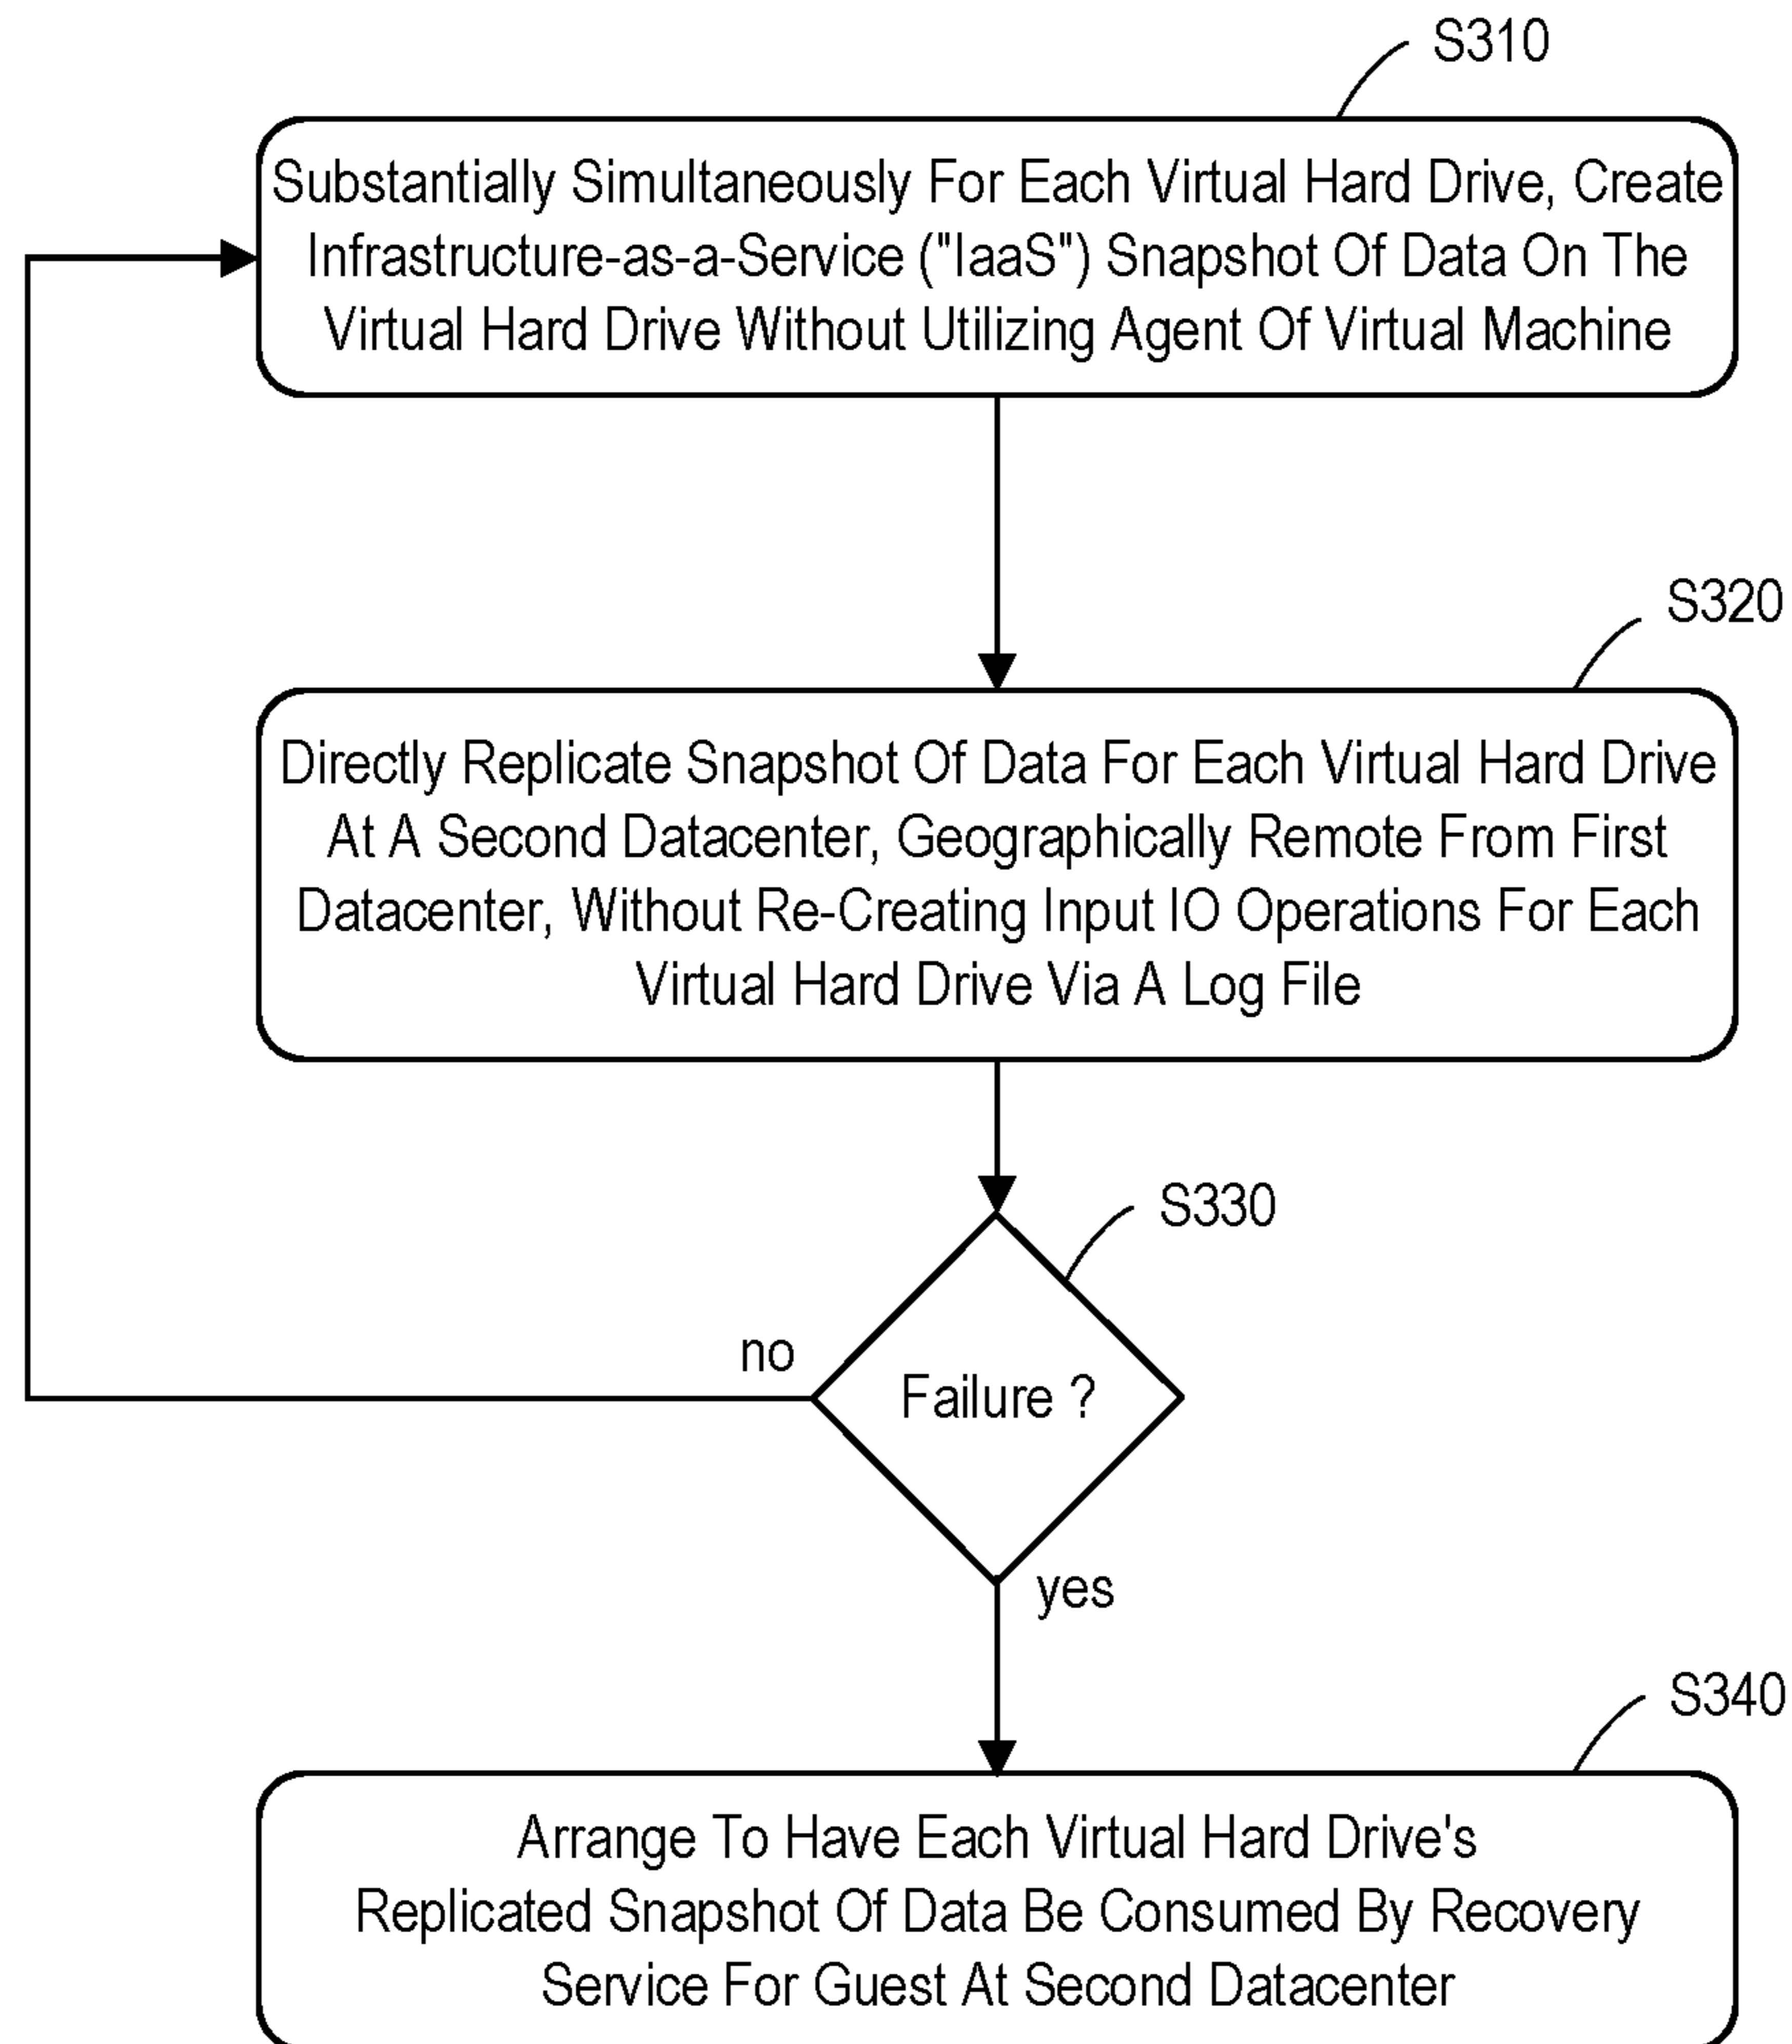 S310
Substantially Simultaneously For Each Virtual Hard Drive, Create
Infrastructure-as-a-Service ("IaaS") Snapshot Of Data On The
Virtual Hard Drive Without Utilizing Agent Of Virtual Machine
S320
Directly Replicate Snapshot Of Data For Each Virtual Hard Drive
At A Second Datacenter, Geographically Remote From First
Datacenter, Without Re-Creating Input IO Operations For Each
Virtual Hard Drive Via A Log File
S330
no
Failure ?
yes
S340
Arrange To Have Each Virtual Hard Drive's
Replicated Snapshot Of Data Be Consumed By Recovery
Service For Guest At Second Datacenter